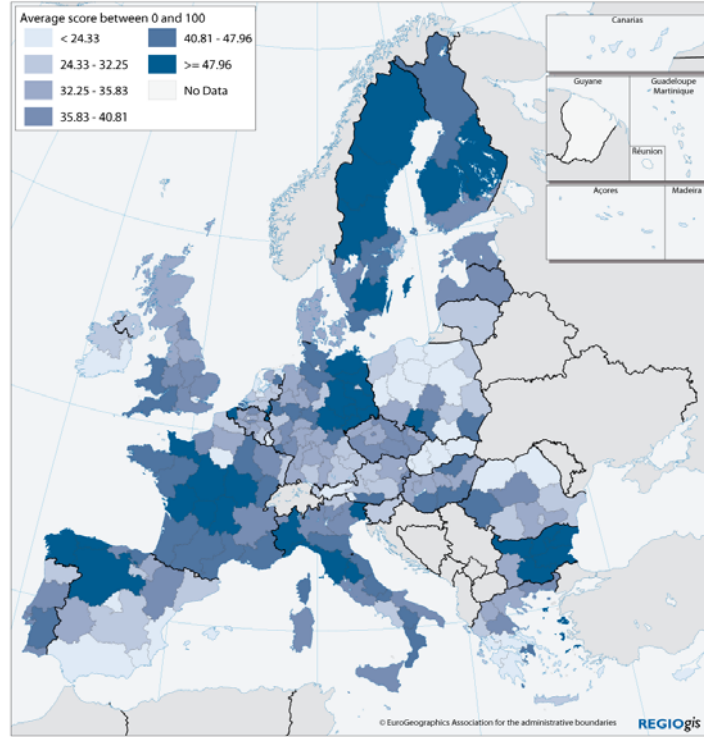 Average score between 0 and 100
< 24.33
24.33 - 32.25
32.25 - 35.83
35.83 - 40.81
40.81 - 47.96
>= 47.96
No Data
Canarias
Guyane
Guadeloupe
Martinique
Réunion
Açores
Madeira
© EuroGeographics Association for the administrative boundaries
REGIOgis